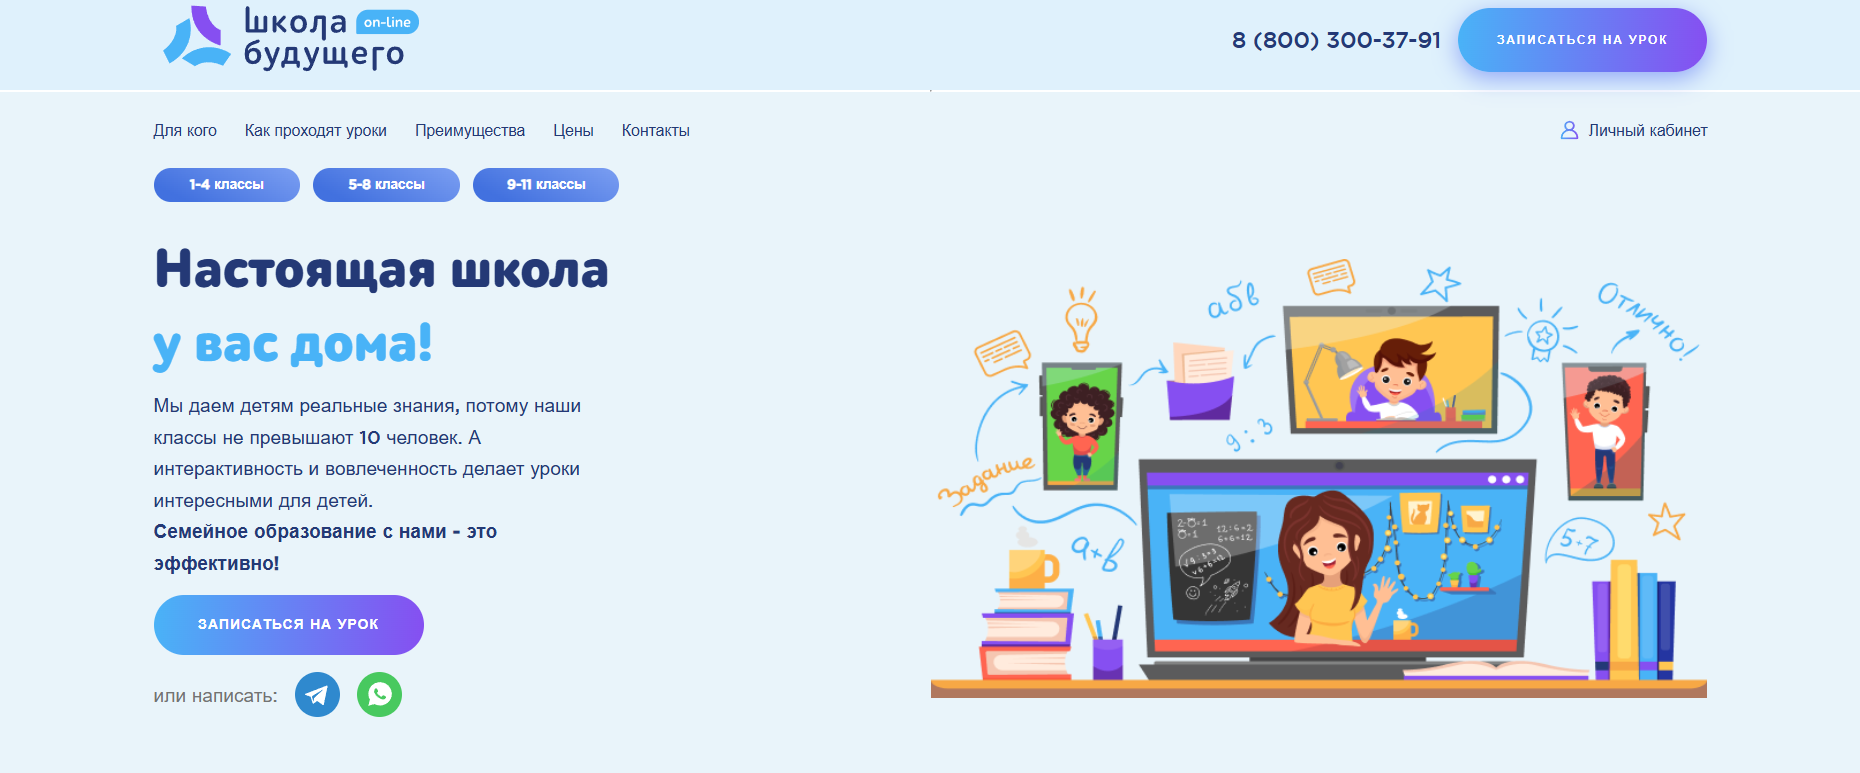 Школа on-line
будущего
8 (800) 300-37-91
ЗАПИСАТЬСЯ НА УРОК
Для кого Как проходят уроки Преимущества Цены Контакты
Личный кабинет
1-4 классы 5-8 классы 9-11 классы
Настоящая школа
у вас дома!
Мы даем детям реальные знания, потому наши
классы не превышают 10 человек. А
интерактивность и вовлеченность делает уроки
интересными для детей.
Семейное образование с нами - это
эффективно!
ЗАПИСАТЬСЯ НА УРОК
или написать:
абв
Отлично!
9:3
Задание
a+b
5+7